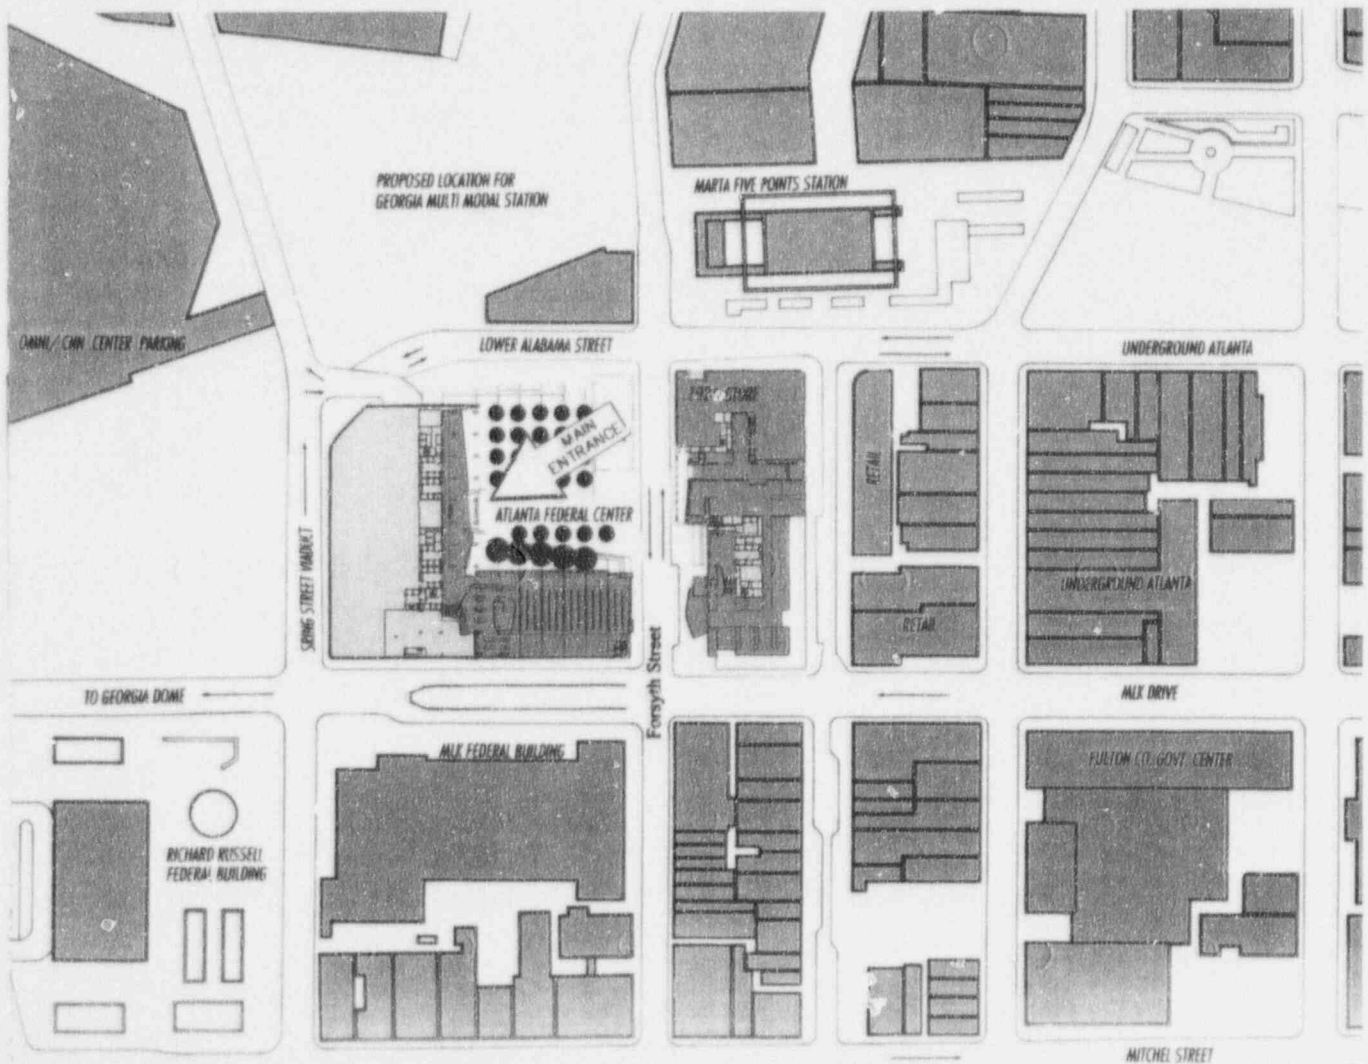 PROPOSED LOCATION FOR
GEORGIA MULTI MODAL STATION
MARTA FIVE POINTS STATION
OMNI/CNN CENTER PARKING
LOWER ALABAMA STREET
UNDERGROUND ATLANTA
STORE
MAIN
ENTRANCE
RETAIL
ATLANTA FEDERAL CENTER
SRING STREET VIADUCT
UNDERGROUND ATLANTA
RETAIL
Forsyth Street
TO GEORGIA DOME
MLK DRIVE
MLK FEDERAL BUILDING
FULTON CO. GOVT. CENTER
RICHARD RUSSELL
FEDERAL BUILDING
MITCHEL STREET